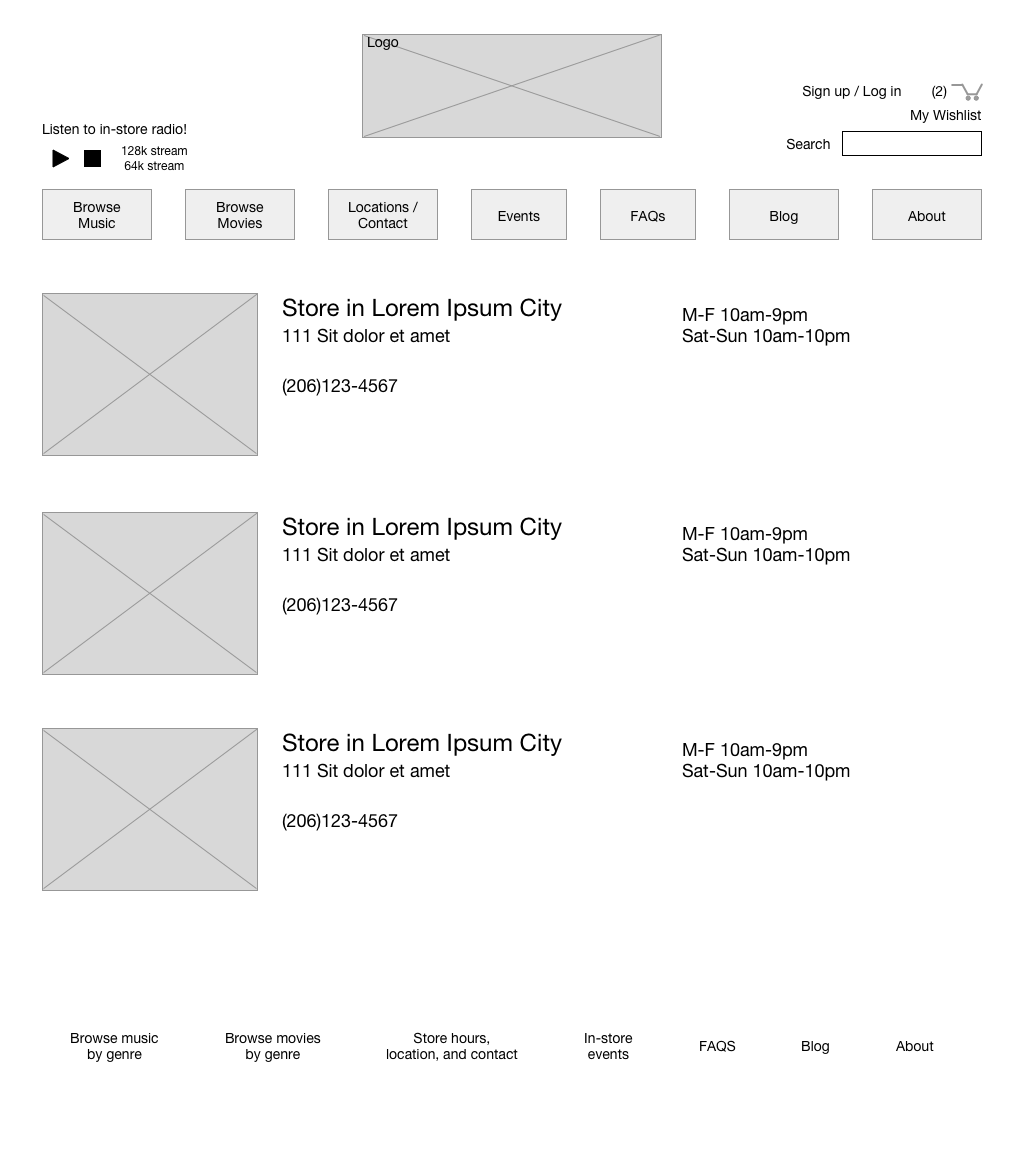 Logo
Sign up / Log in
(2)
My Wishlist
Search
Listen to in-store radio!
128k stream
64k stream
Browse
Music
Browse
Movies
Locations /
Contact
Events
FAQs
Blog
About
Store in Lorem Ipsum City
111 Sit dolor et amet
(206)123-4567
M-F 10am-9pm
Sat-Sun 10am-10pm
Store in Lorem Ipsum City
111 Sit dolor et amet
(206)123-4567
M-F 10am-9pm
Sat-Sun 10am-10pm
Store in Lorem Ipsum City
111 Sit dolor et amet
(206)123-4567
M-F 10am-9pm
Sat-Sun 10am-10pm
Browse music
by genre
Browse movies
by genre
Store hours,
location, and contact
In-store
events
FAQS
Blog
About